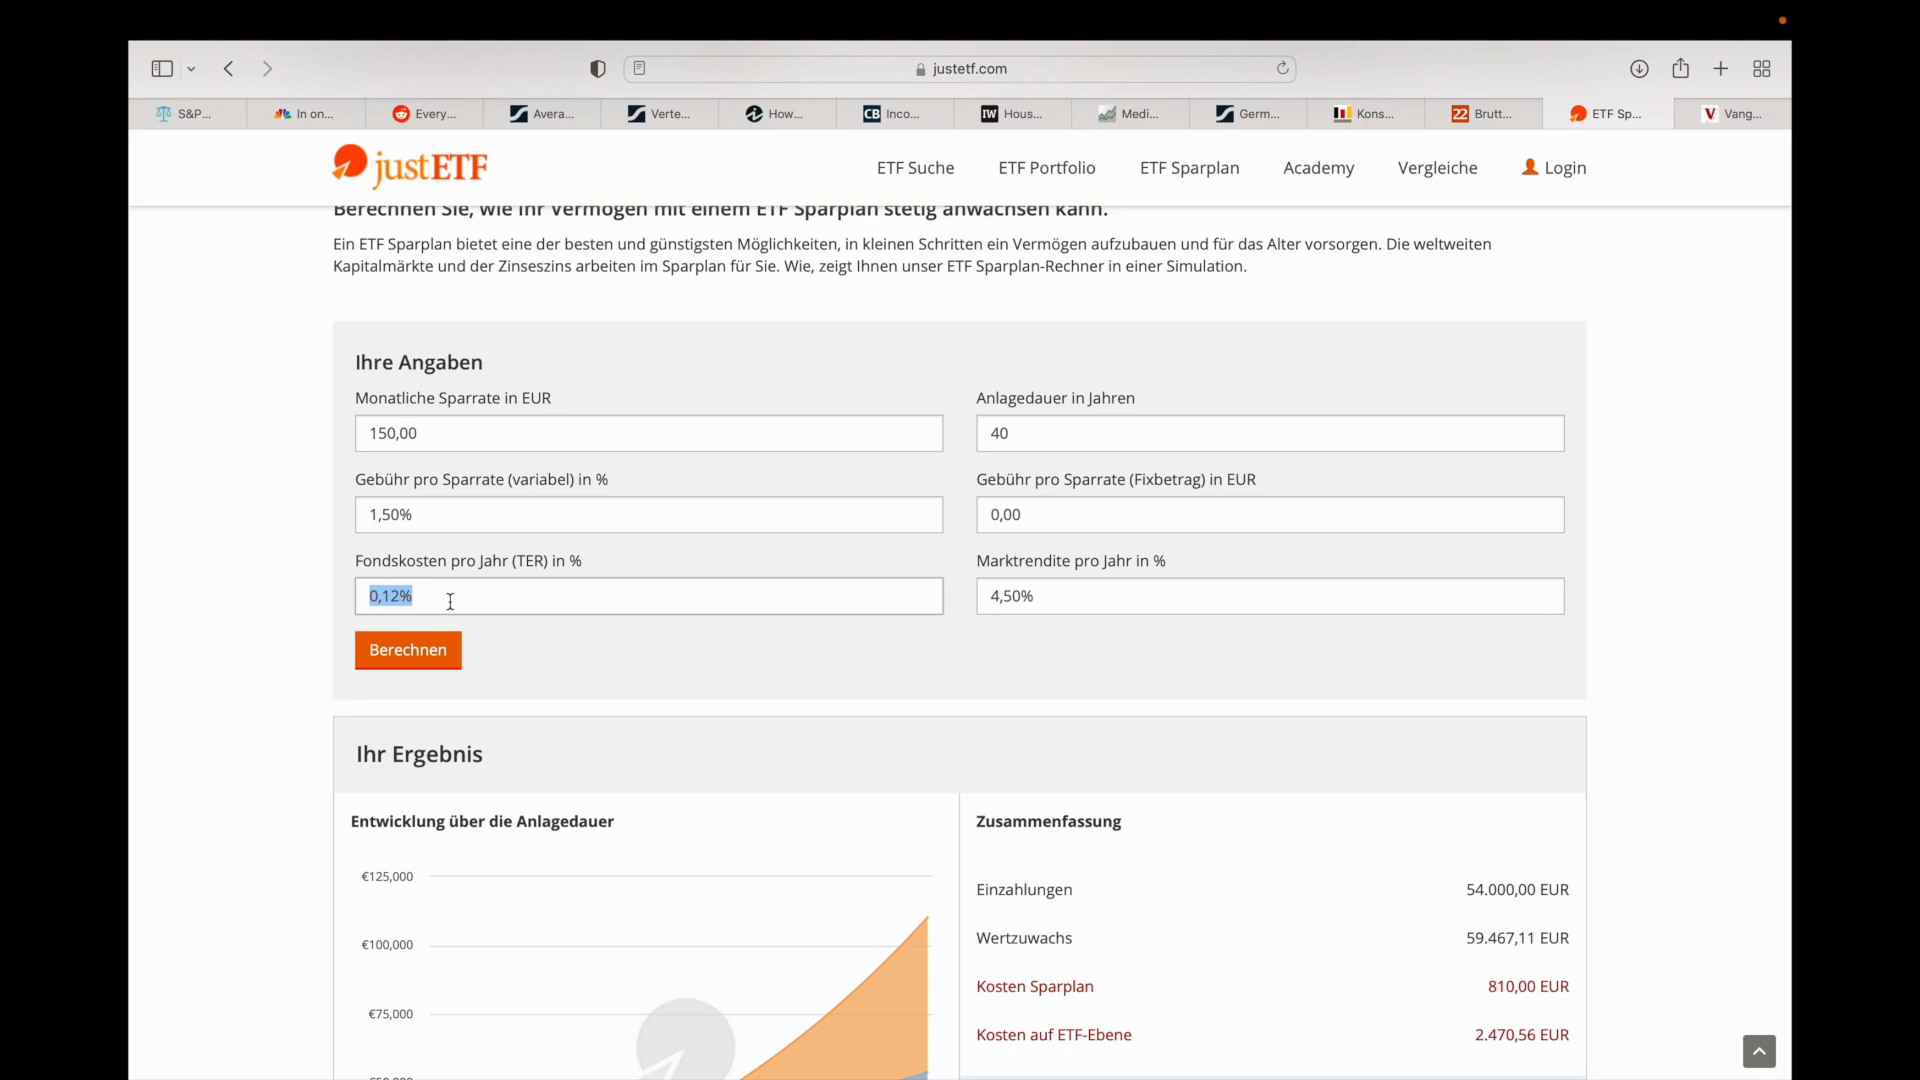 justetf.com
S&P...
In on...
Every...
Avera...
Verte...
How...
CB Inco...
IW Hous...
Medi...
Germ...
Kons...
22 Brutt...
ETF Sp...
V Vang...
justETF
ETF Suche
ETF Portfolio
ETF Sparplan
Academy
Vergleiche
Login
Berechnen Sie, wie Ihr Vermögen mit einem ETF Sparplan stetig anwachsen kann.
Ein ETF Sparplan bietet eine der besten und günstigsten Möglichkeiten, in kleinen Schritten ein Vermögen aufzubauen und für das Alter vorsorgen. Die weltweiten
Kapitalmärkte und der Zinseszins arbeiten im Sparplan für Sie. Wie, zeigt Ihnen unser ETF Sparplan-Rechner in einer Simulation.
Ihre Angaben
Monatliche Sparrate in EUR
150,00
Anlagedauer in Jahren
40
Gebühr pro Sparrate (variabel) in %
1,50%
Gebühr pro Sparrate (Fixbetrag) in EUR
0,00
Fondskosten pro Jahr (TER) in %
0,12%
Marktrendite pro Jahr in %
4,50%
Berechnen
Ihr Ergebnis
Entwicklung über die Anlagedauer
€125,000
€100,000
€75,000
€50,000
Zusammenfassung
Einzahlungen 54.000,00 EUR
Wertzuwachs 59.467,11 EUR
Kosten Sparplan 810,00 EUR
Kosten auf ETF-Ebene 2.470,56 EUR